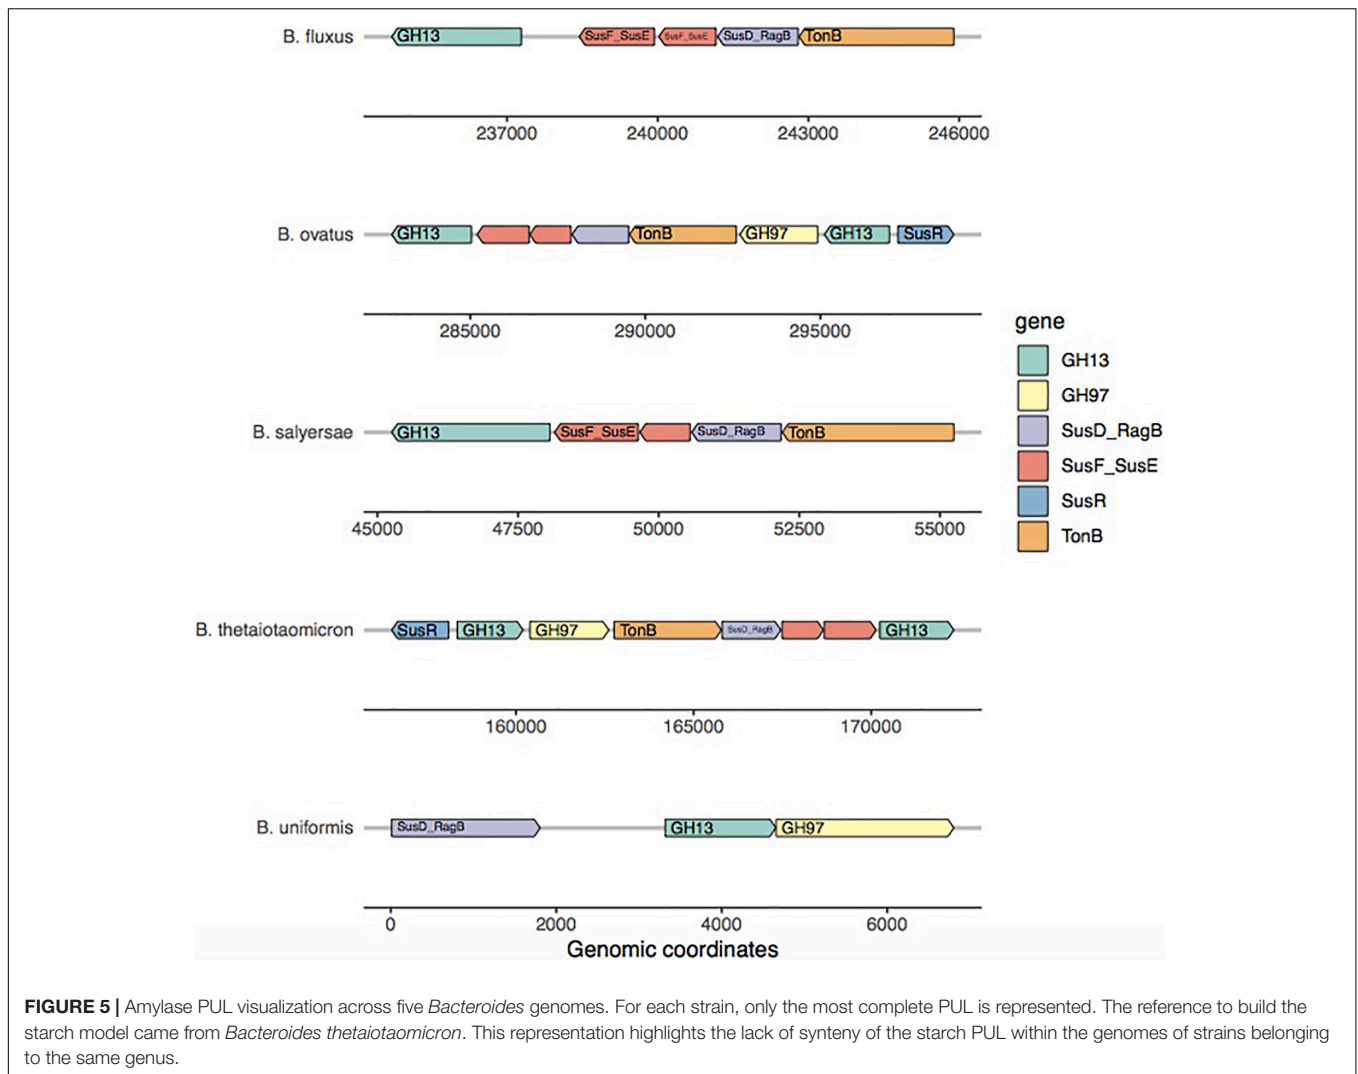 B. fluxus
GH13 SusF_SusE SusF_SusE SusD_RagB TonB
237000 240000 243000 246000
B. ovatus
GH13 TonB GH97 GH13 SusR
285000 290000 295000
B. salyersae
GH13 SusF_SusE SusD_RagB TonB
45000 47500 50000 52500 55000
B. thetaiotaomicron
SusR GH13 GH97 TonB SusD_RagB GH13
160000 165000 170000
B. uniformis
SusD_RagB GH13 GH97
0 2000 4000 6000
Genomic coordinates
gene
GH13
GH97
SusD_RagB
SusF_SusE
SusR
TonB
FIGURE 5 | Amylase PUL visualization across five Bacteroides genomes. For each strain, only the most complete PUL is represented. The reference to build the
starch model came from Bacteroides thetaiotaomicron. This representation highlights the lack of synteny of the starch PUL within the genomes of strains belonging
to the same genus.